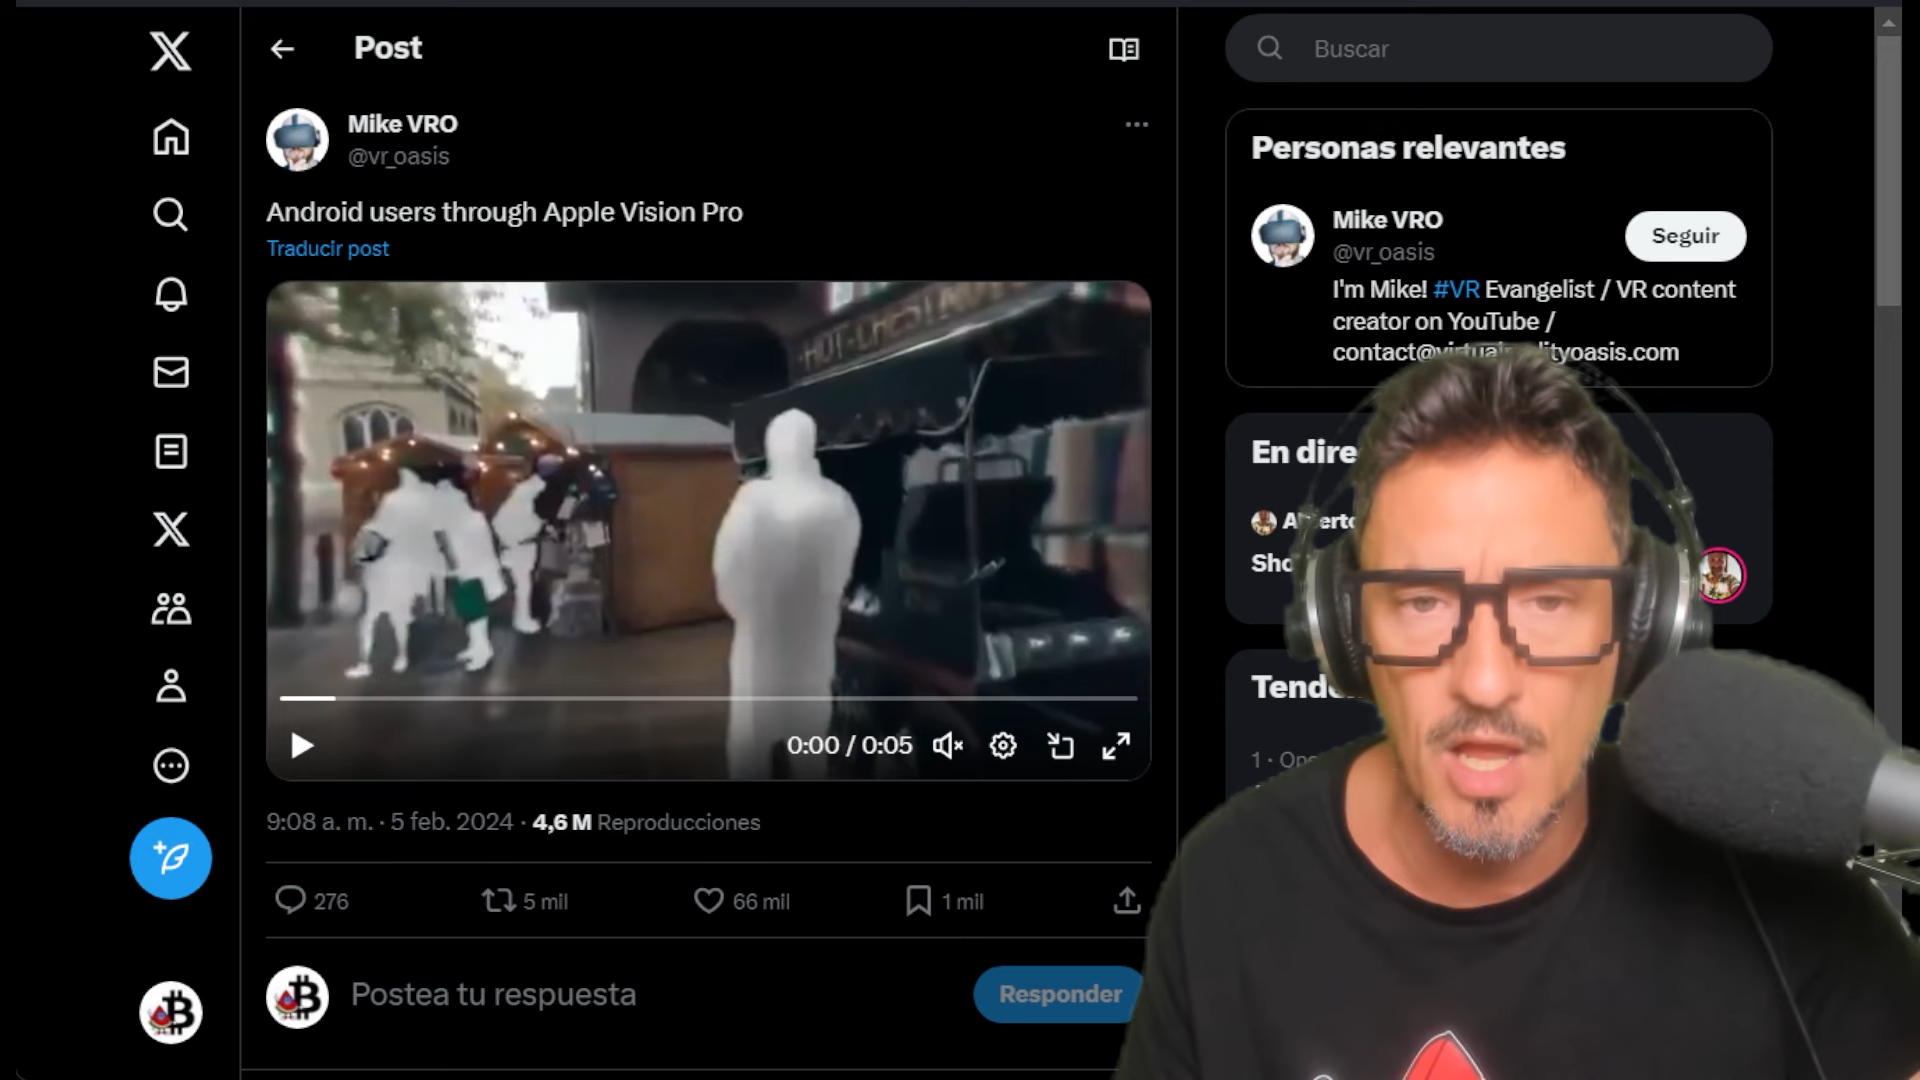 Post
Mike VRO
@vr_oasis
Android users through Apple Vision Pro
Traducir post
0:00 / 0:05
9:08 a. m. · 5 feb. 2024 · 4,6 M Reproducciones
276
5 mil
66 mil
1 mil
Postea tu respuesta
Responder
Buscar
Personas relevantes
Mike VRO
@vr_oasis
Seguir
I'm Mike! #VR Evangelist / VR content
creator on YouTube /
En dire
Sho
1 ·